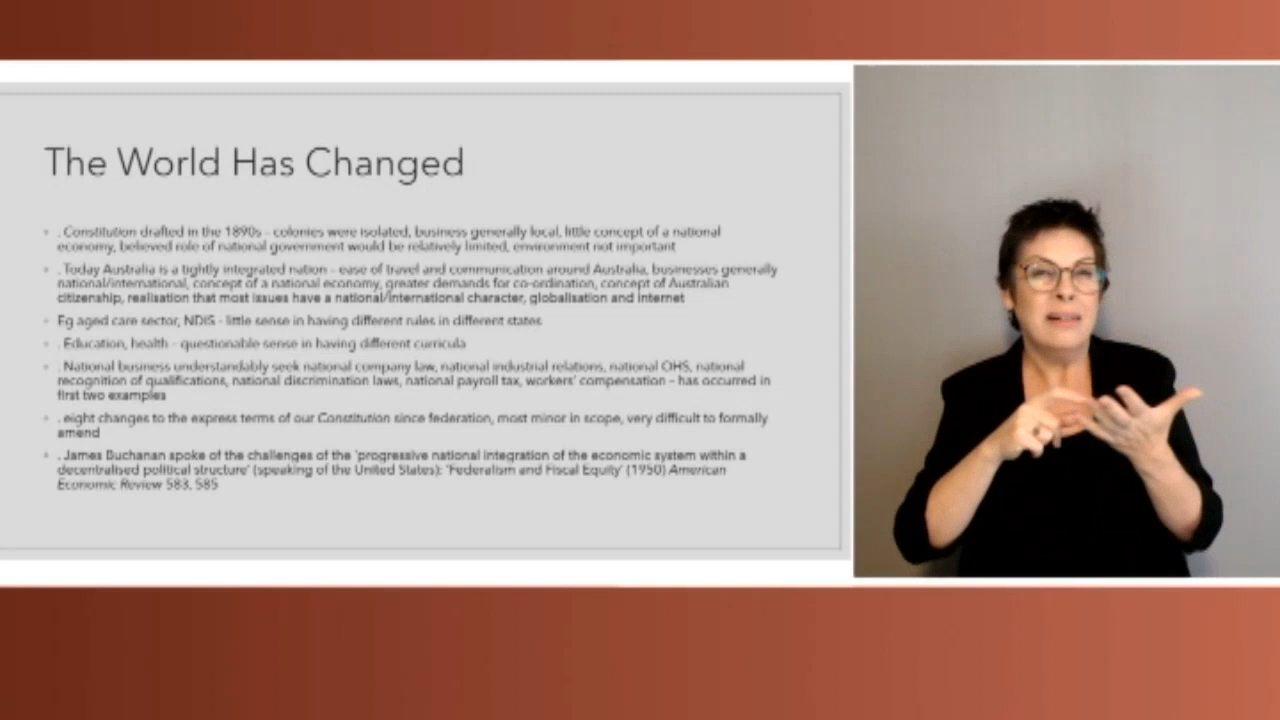 The World Has Changed
. Constitution drafted in the 1890s - colonies were isolated, business generally local, little concept of a national
economy, believed role of national government would be relatively limited, environment not important
. Today Australia is a tightly integrated nation - ease of travel and communication around Australia, businesses generally
national/international, concept of a national economy, greater demands for co-ordination, concept of Australian
citizenship, realisation that most issues have a national/international character, globalisation and internet
Eg aged care sector, NDIS - little sense in having different rules in different states
. Education, health - questionable sense in having different curricula
. National business understandably seek national company law, national industrial relations, national OHS, national
recognition of qualifications, national discrimination laws, national payroll tax, workers' compensation - has occurred in
first two examples
. eight changes to the express terms of our Constitution since federation, most minor in scope, very difficult to formally
amend
. James Buchanan spoke of the challenges of the 'progressive national integration of the economic system within a
decentralised political structure' (speaking of the United States): 'Federalism and Fiscal Equity' (1950) American
Economic Review 583, 585